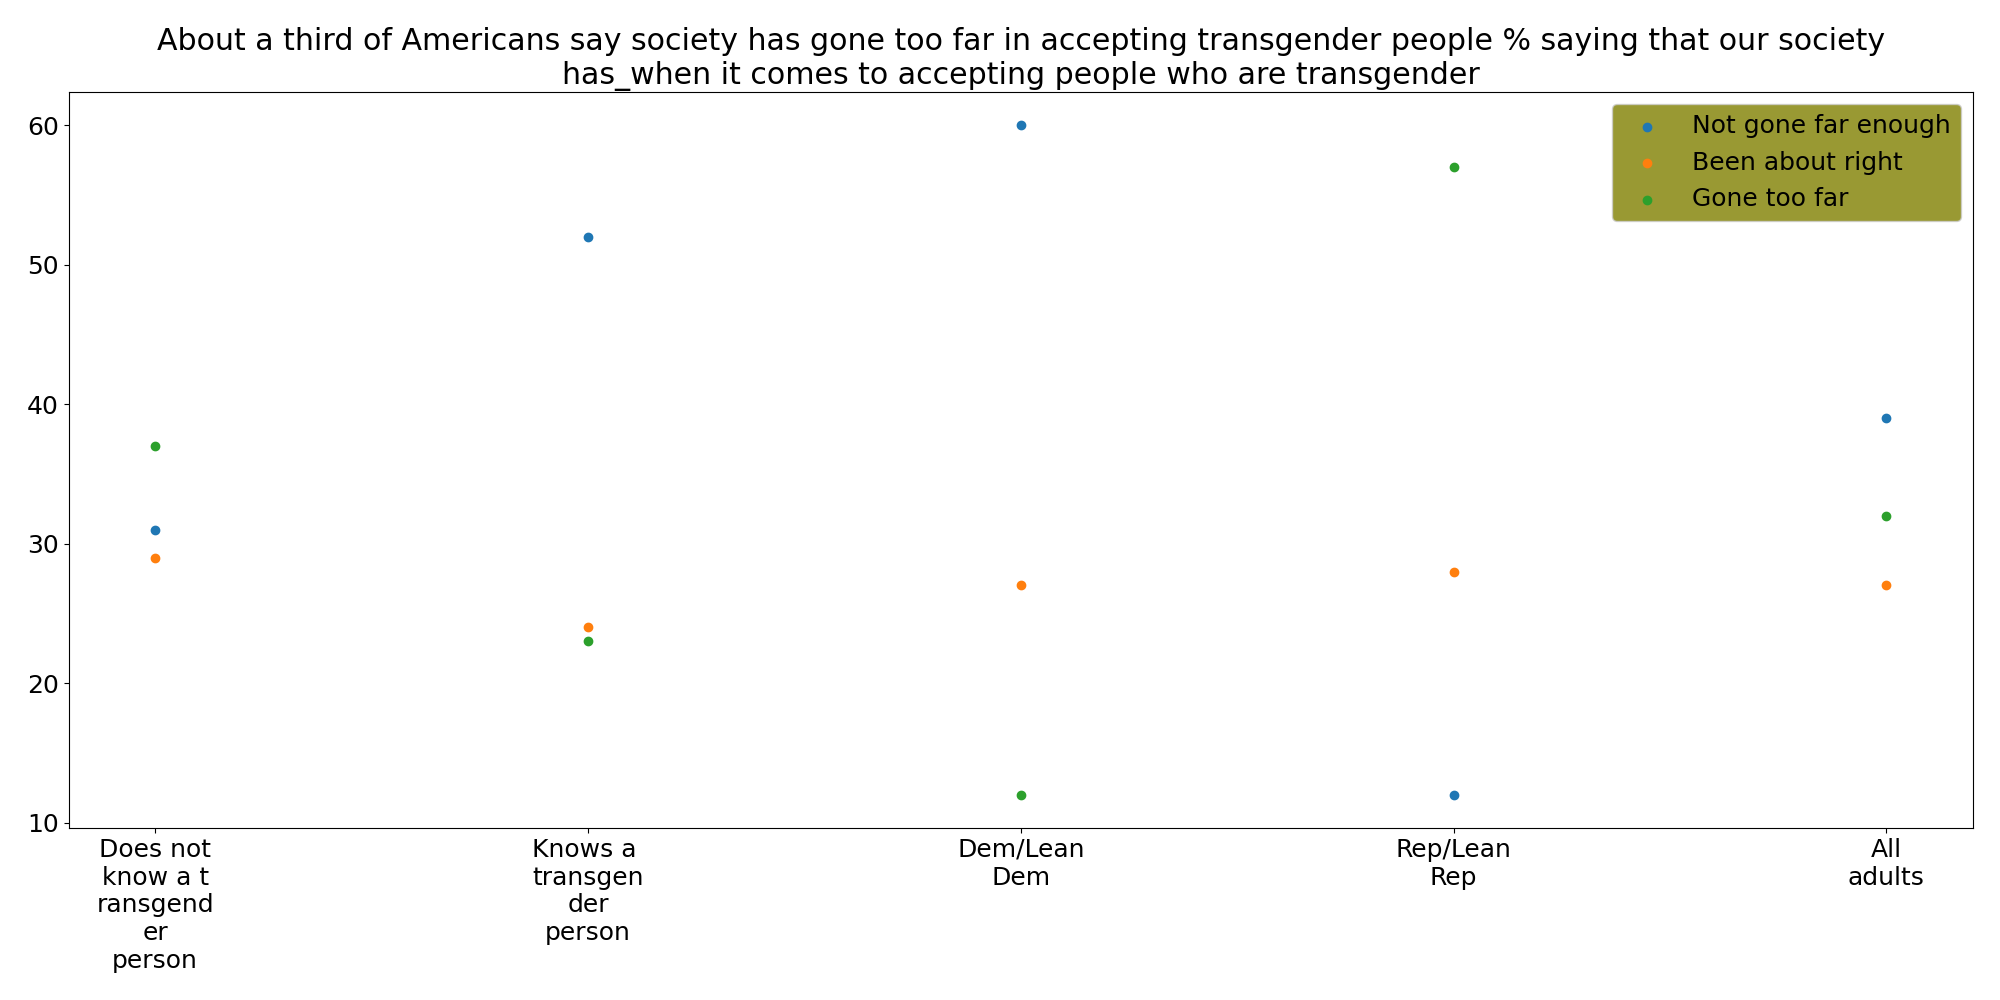 About a third of Americans say society has gone too far in accepting transgender people % saying that our society
has_when it comes to accepting people who are transgender
60
50
40
30
20
10
Not gone far enough
Been about right
Gone too far
Does not
know a t
ransgend
er
person
Knows a
transgen
der
person
Dem/Lean
Dem
Rep/Lean
Rep
All
adults